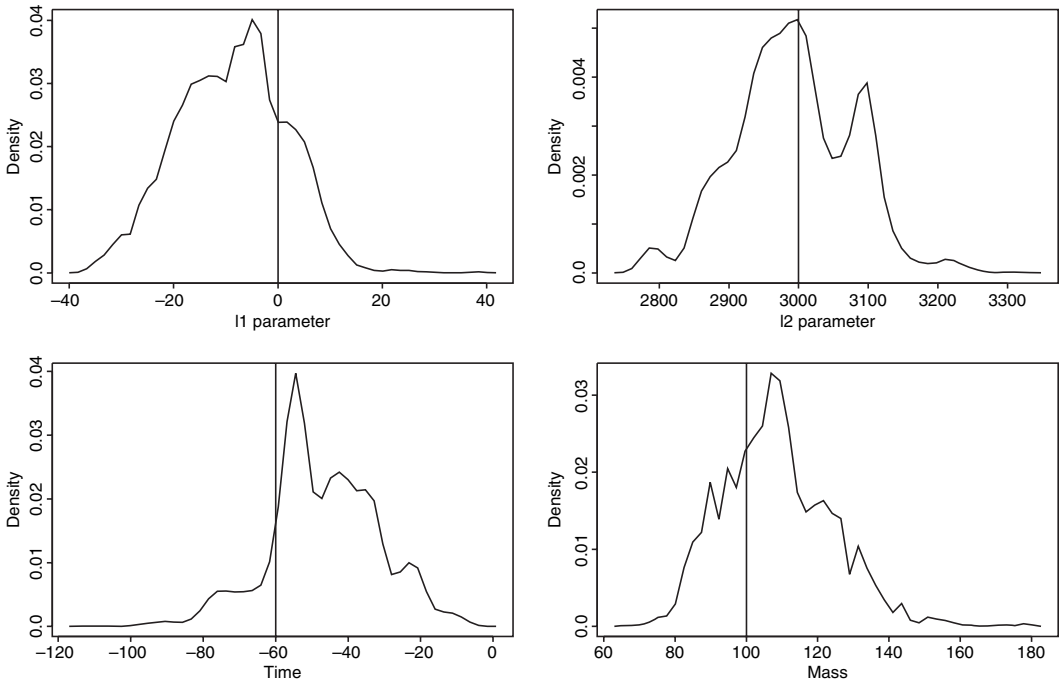 Density
0.0 0.01 0.02 0.03 0.04
−40 −20 0 20 40
l1 parameter
Density
0.0 0.002 0.004
2800 2900 3000 3100 3200 3300
l2 parameter
Density
0.0 0.01 0.02 0.03 0.04
−120 −100 −80 −60 −40 −20 0
Time
Density
0.0 0.01 0.02 0.03
60 80 100 120 140 160 180
Mass